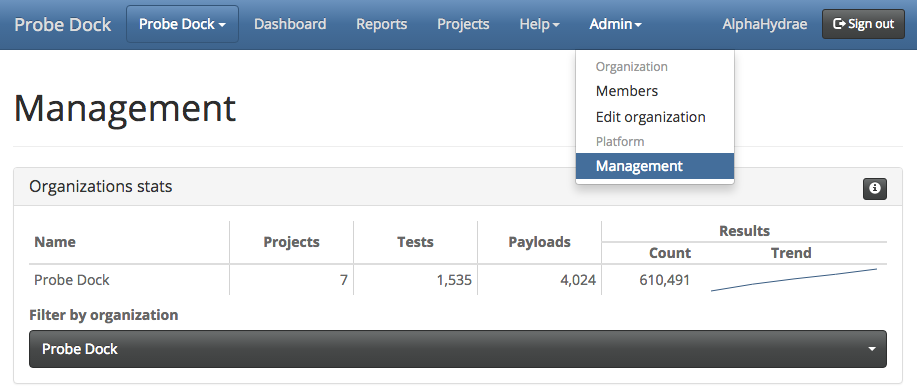 Probe Dock Probe Dock Dashboard Reports Projects Help Admin AlphaHydrae Sign out
Organization
Members
Edit organization
Platform
Management
Management
Organizations stats
Name Projects Tests Payloads Results
Count Trend
Probe Dock 7 1,535 4,024 610,491
Filter by organization
Probe Dock